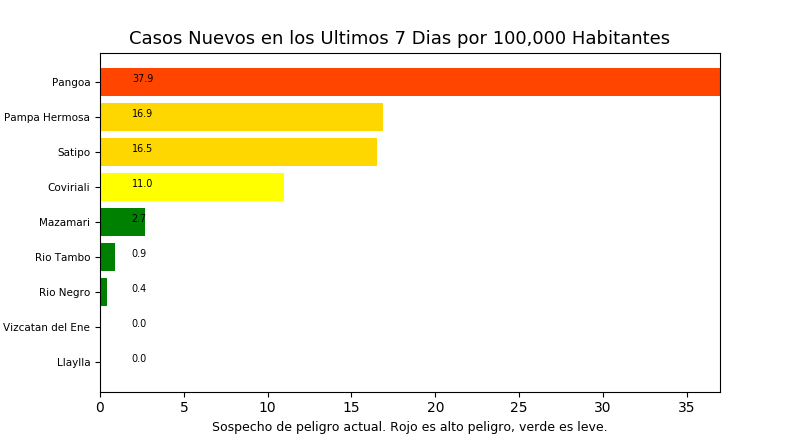 Casos Nuevos en los Ultimos 7 Dias por 100,000 Habitantes
Pangoa 37.9
Pampa Hermosa 16.9
Satipo 16.5
Coviriali 11.0
Mazamari 2.7
Rio Tambo 0.9
Rio Negro 0.4
Vizcatan del Ene 0.0
Llaylla 0.0
0 5 10 15 20 25 30 35
Sospecho de peligro actual. Rojo es alto peligro, verde es leve.